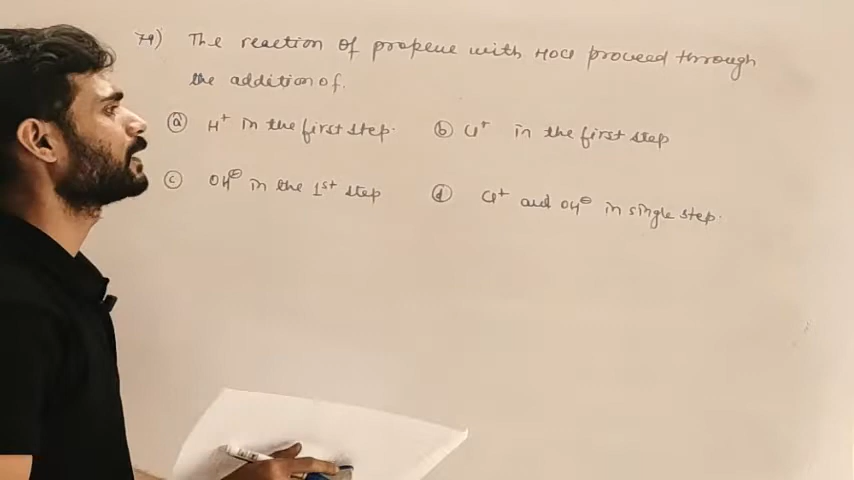 79) The reaction of propene with HOCl proceed through
the addition of.
(a) H⁺ in the first step. (b) Cl⁺ in the first step
(c) OH⊖ in the 1st step (d) Cl⁺ and OH⊖ in single step.